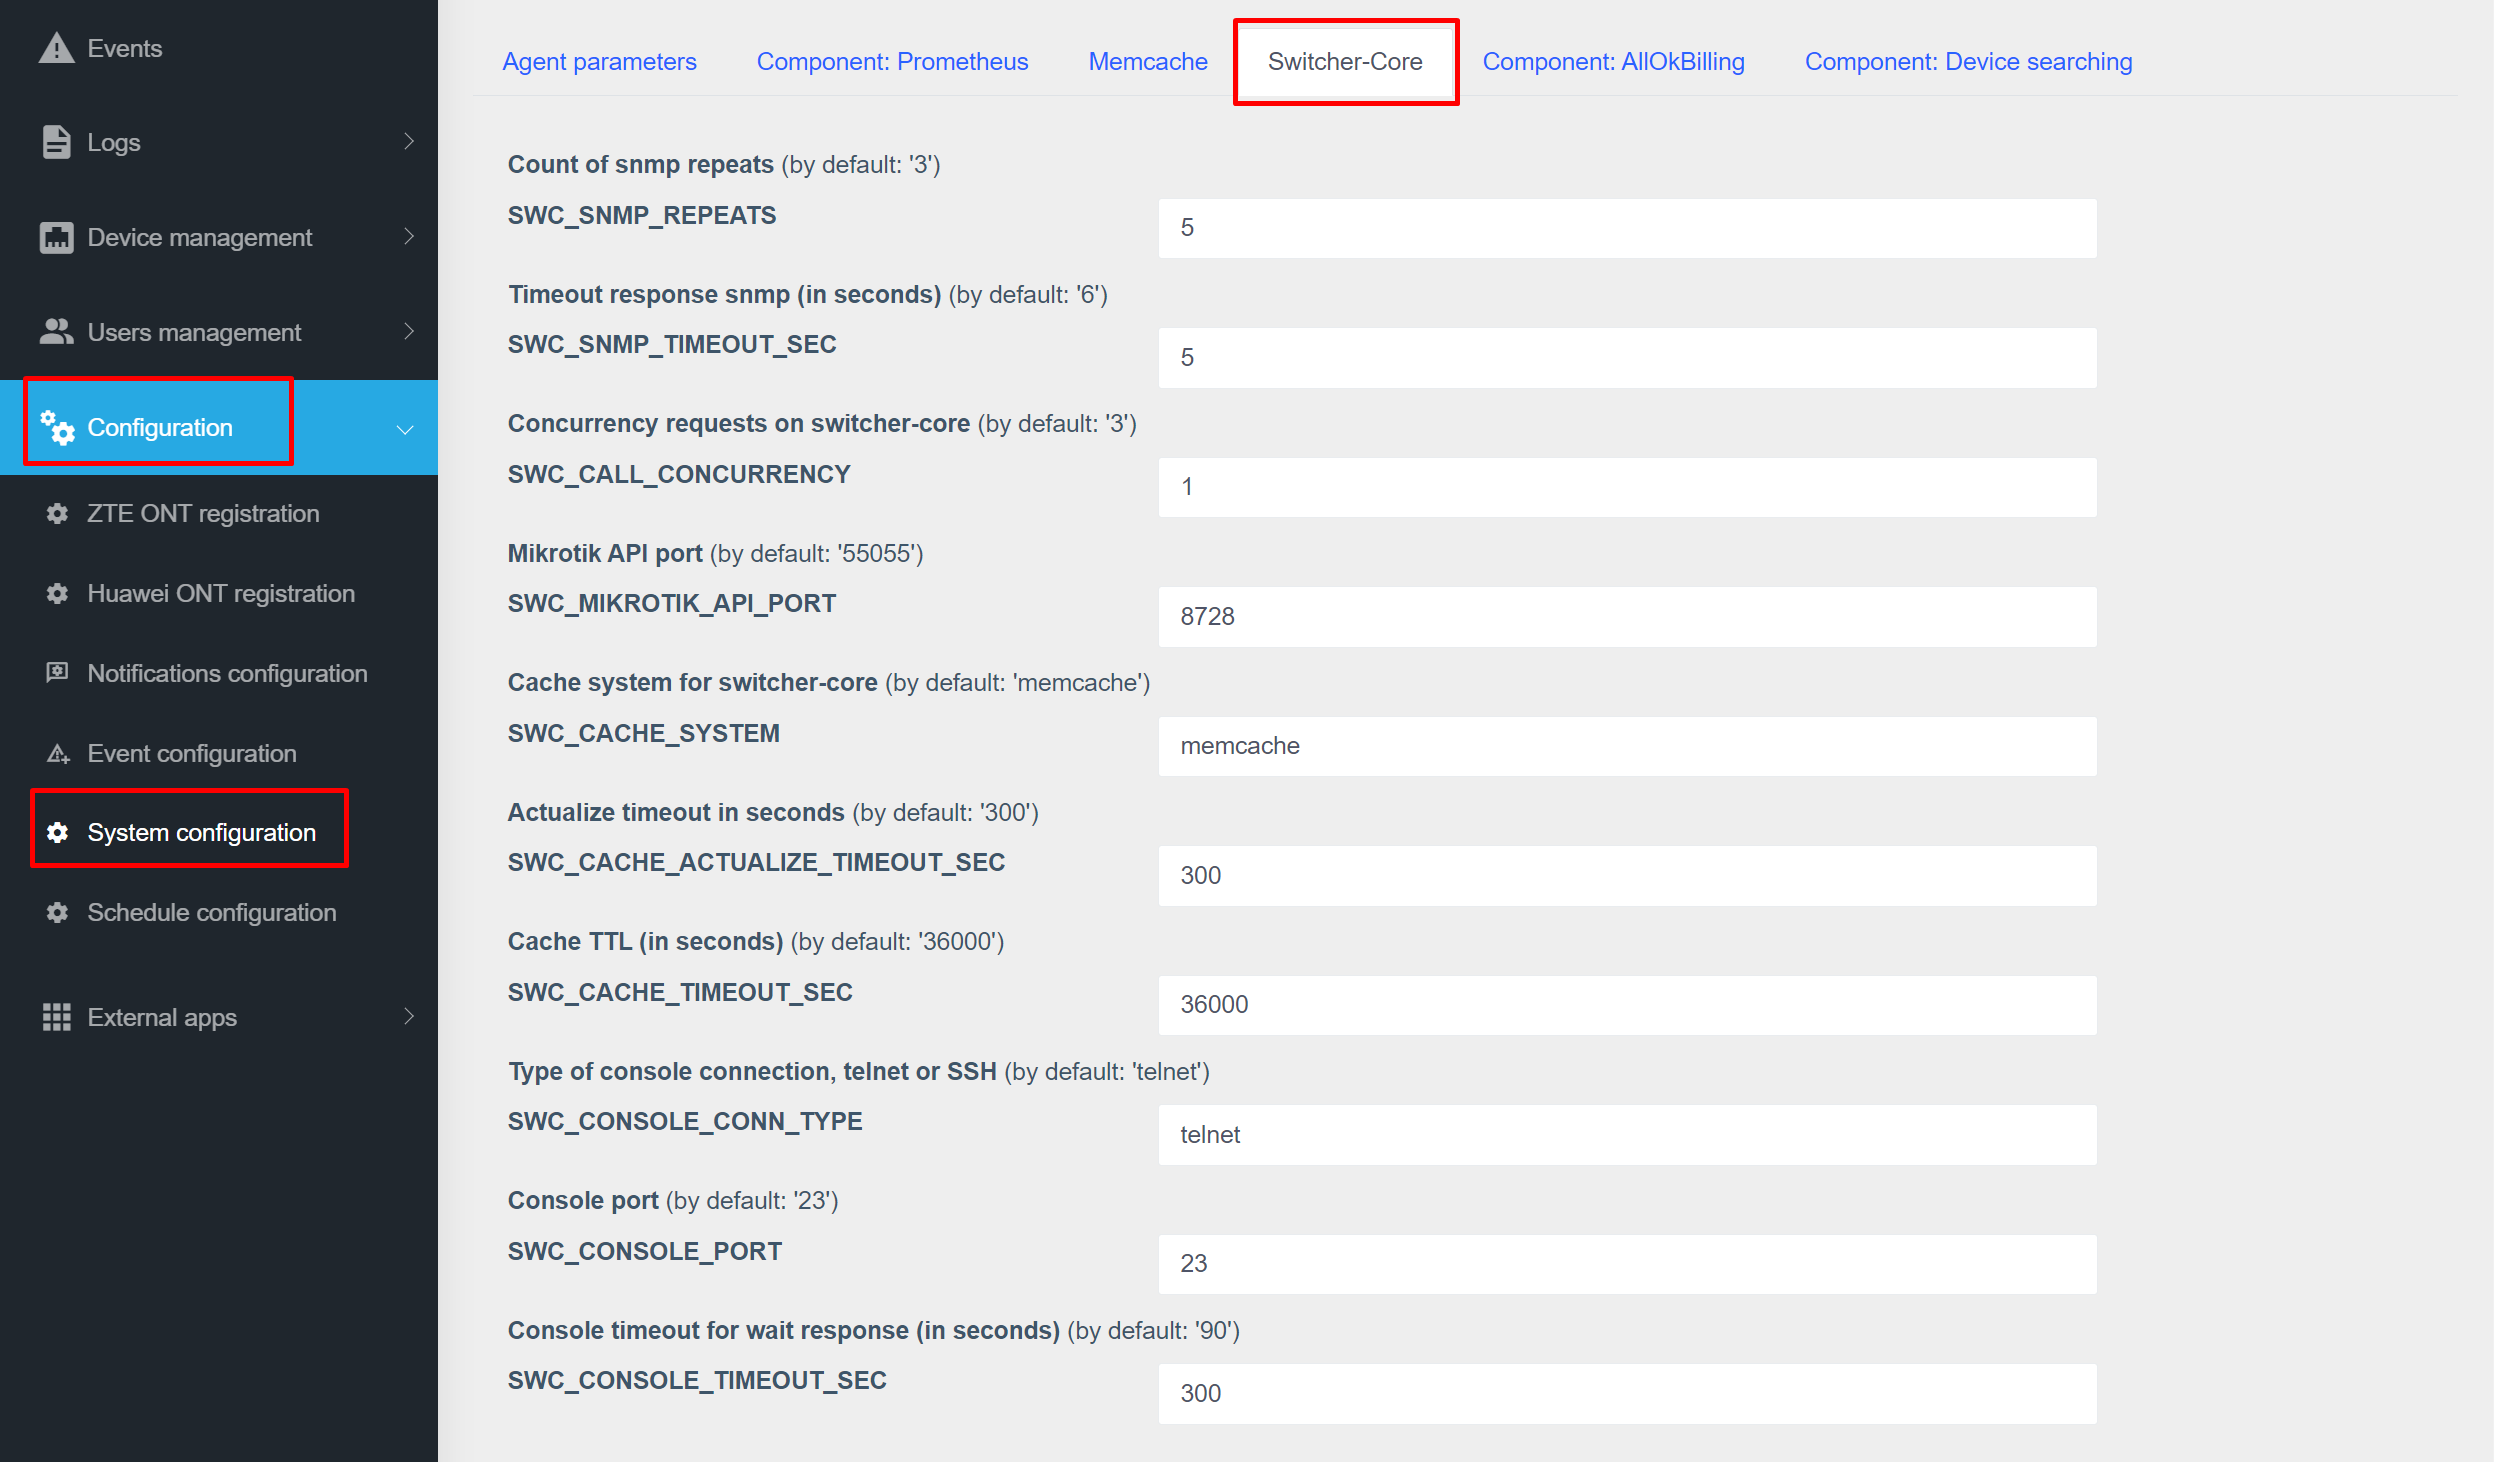 Events
Logs
Device management
Users management
Configuration
ZTE ONT registration
Huawei ONT registration
Notifications configuration
Event configuration
System configuration
Schedule configuration
External apps
Agent parameters Component: Prometheus Memcache Switcher-Core Component: AllOkBilling Component: Device searching
Count of snmp repeats (by default: '3')
SWC_SNMP_REPEATS
5
Timeout response snmp (in seconds) (by default: '6')
SWC_SNMP_TIMEOUT_SEC
5
Concurrency requests on switcher-core (by default: '3')
SWC_CALL_CONCURRENCY
1
Mikrotik API port (by default: '55055')
SWC_MIKROTIK_API_PORT
8728
Cache system for switcher-core (by default: 'memcache')
SWC_CACHE_SYSTEM
memcache
Actualize timeout in seconds (by default: '300')
SWC_CACHE_ACTUALIZE_TIMEOUT_SEC
300
Cache TTL (in seconds) (by default: '36000')
SWC_CACHE_TIMEOUT_SEC
36000
Type of console connection, telnet or SSH (by default: 'telnet')
SWC_CONSOLE_CONN_TYPE
telnet
Console port (by default: '23')
SWC_CONSOLE_PORT
23
Console timeout for wait response (in seconds) (by default: '90')
SWC_CONSOLE_TIMEOUT_SEC
300